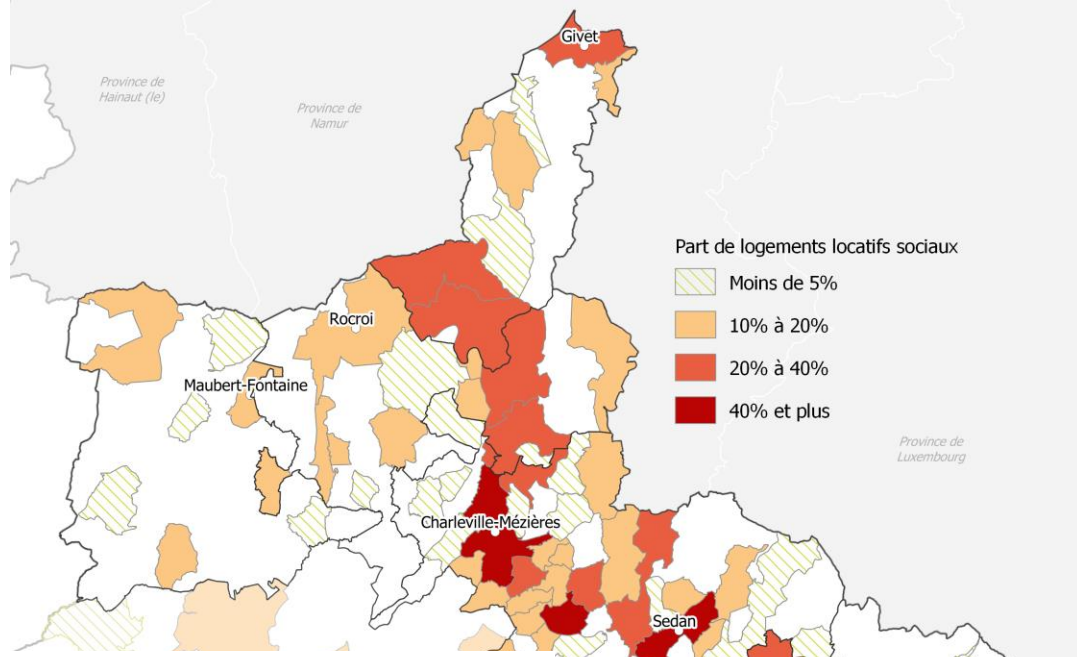 Givet
Province de
Hainaut (le)
Province de
Namur
Part de logements locatifs sociaux
Moins de 5%
10% à 20%
20% à 40%
40% et plus
Rocroi
Maubert-Fontaine
Province de
Luxembourg
Charleville-Mézières
Sedan